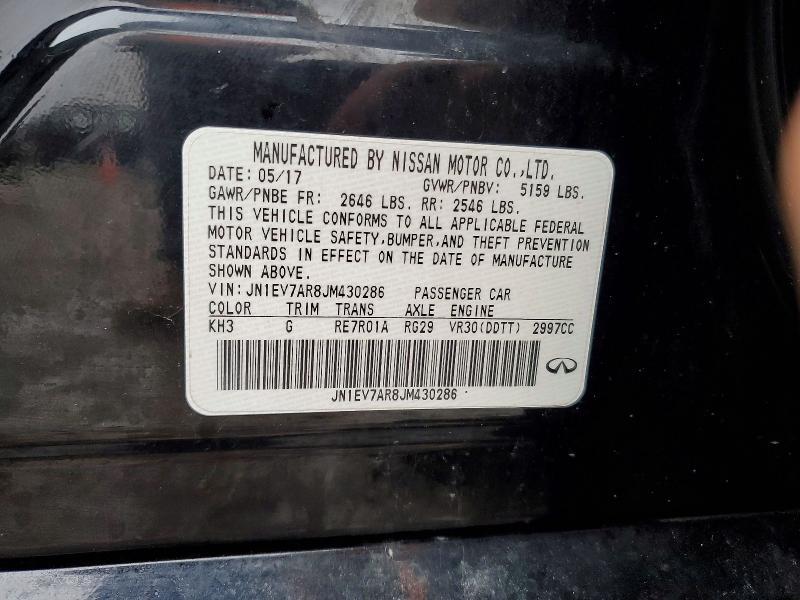 MANUFACTURED BY NISSAN MOTOR CO.,LTD.
DATE: 05/17 GVWR/PNBV: 5159 LBS.
GAWR/PNBE FR: 2646 LBS. RR: 2546 LBS.
THIS VEHICLE CONFORMS TO ALL APPLICABLE FEDERAL
MOTOR VEHICLE SAFETY,BUMPER,AND THEFT PREVENTION
STANDARDS IN EFFECT ON THE DATE OF MANUFACTURE
SHOWN ABOVE.
VIN: JN1EV7AR8JM430286 PASSENGER CAR
COLOR TRIM TRANS AXLE ENGINE
KH3 G RE7R01A RG29 VR30(DDTT) 2997CC
JN1EV7AR8JM430286